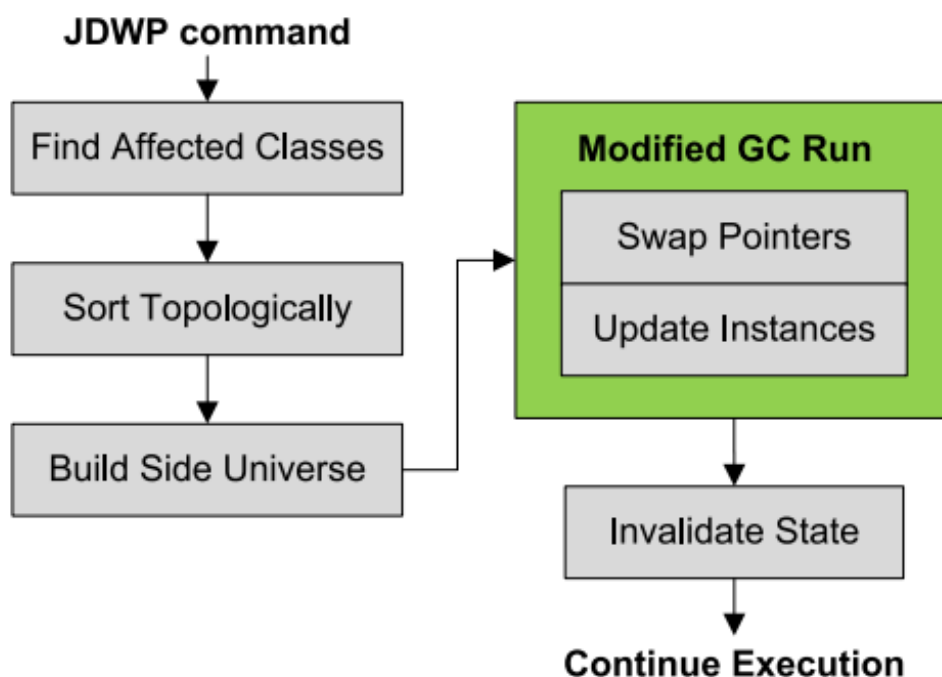 JDWP command
Find Affected Classes
Sort Topologically
Build Side Universe
Modified GC Run
Swap Pointers
Update Instances
Invalidate State
Continue Execution